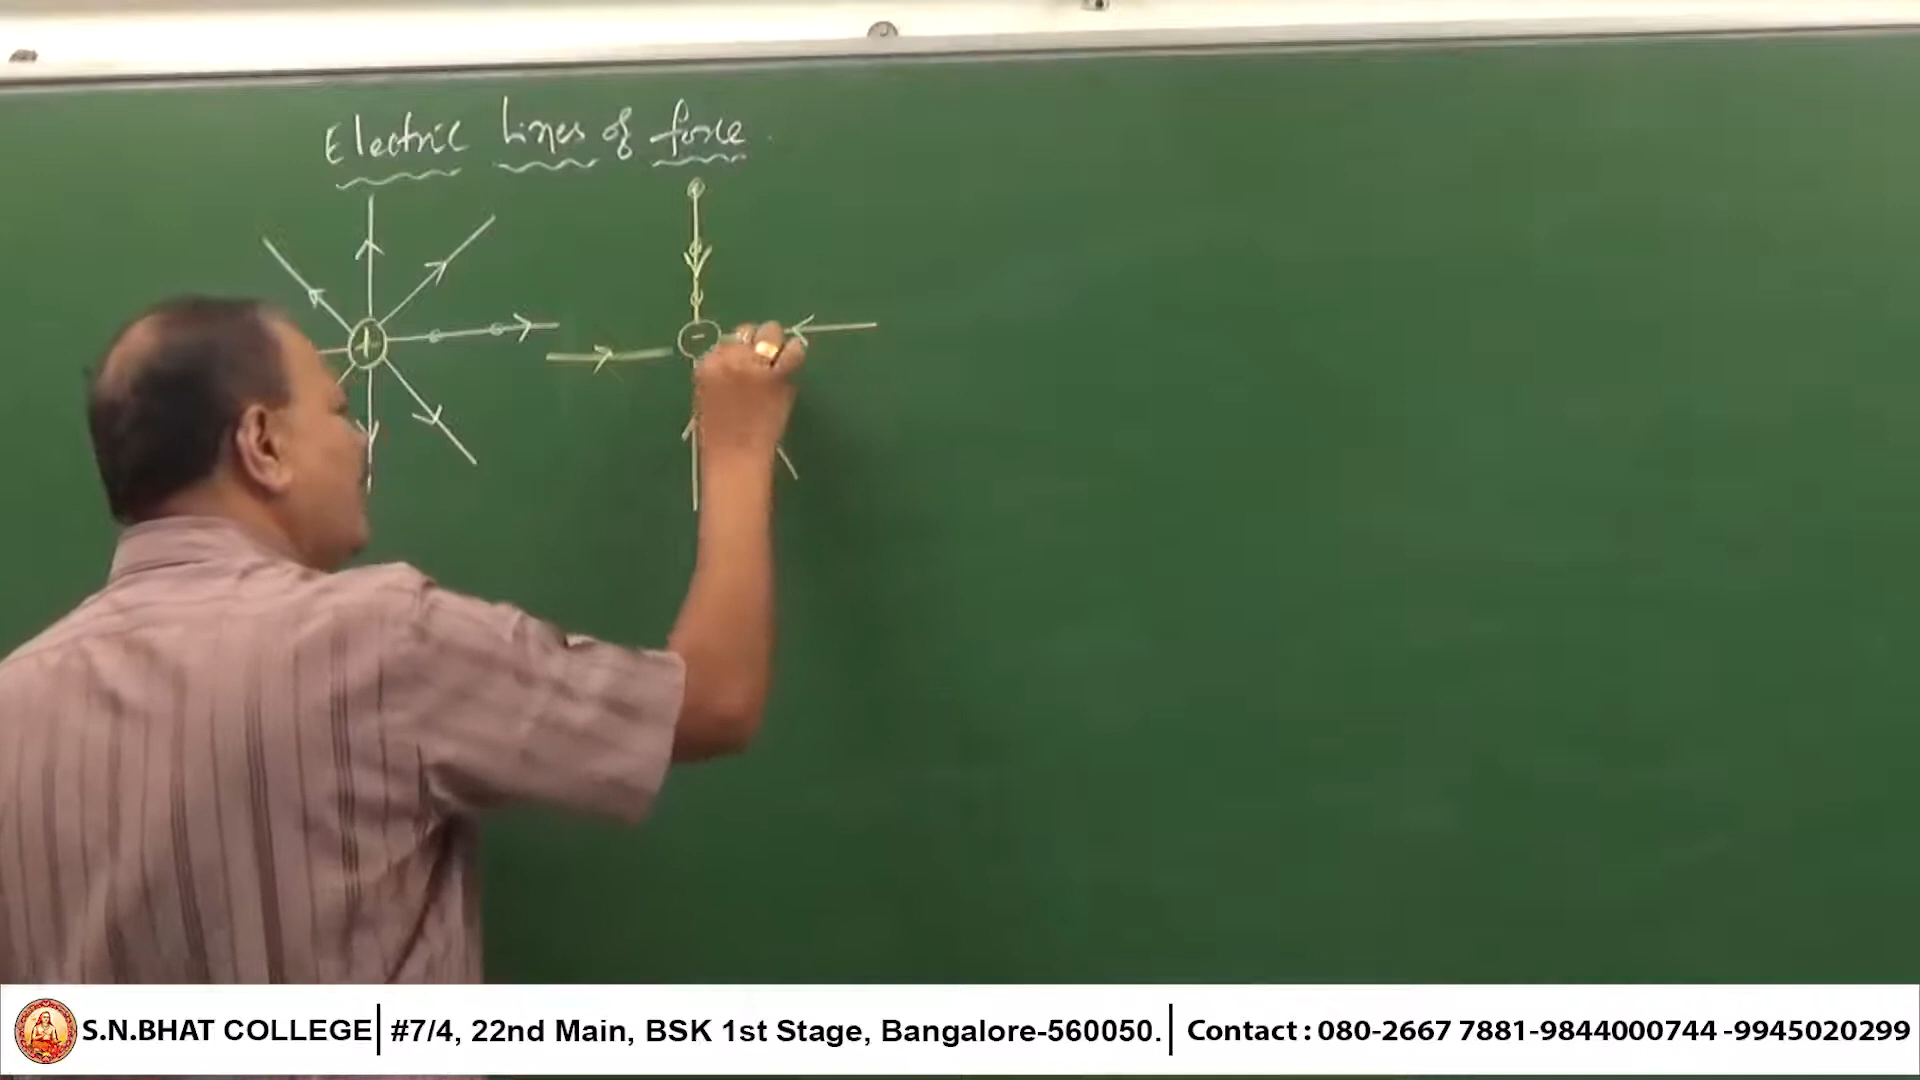 Electric Lines of force
+
-
S.N.BHAT COLLEGE #7/4, 22nd Main, BSK 1st Stage, Bangalore-560050. Contact : 080-2667 7881-9844000744 -9945020299